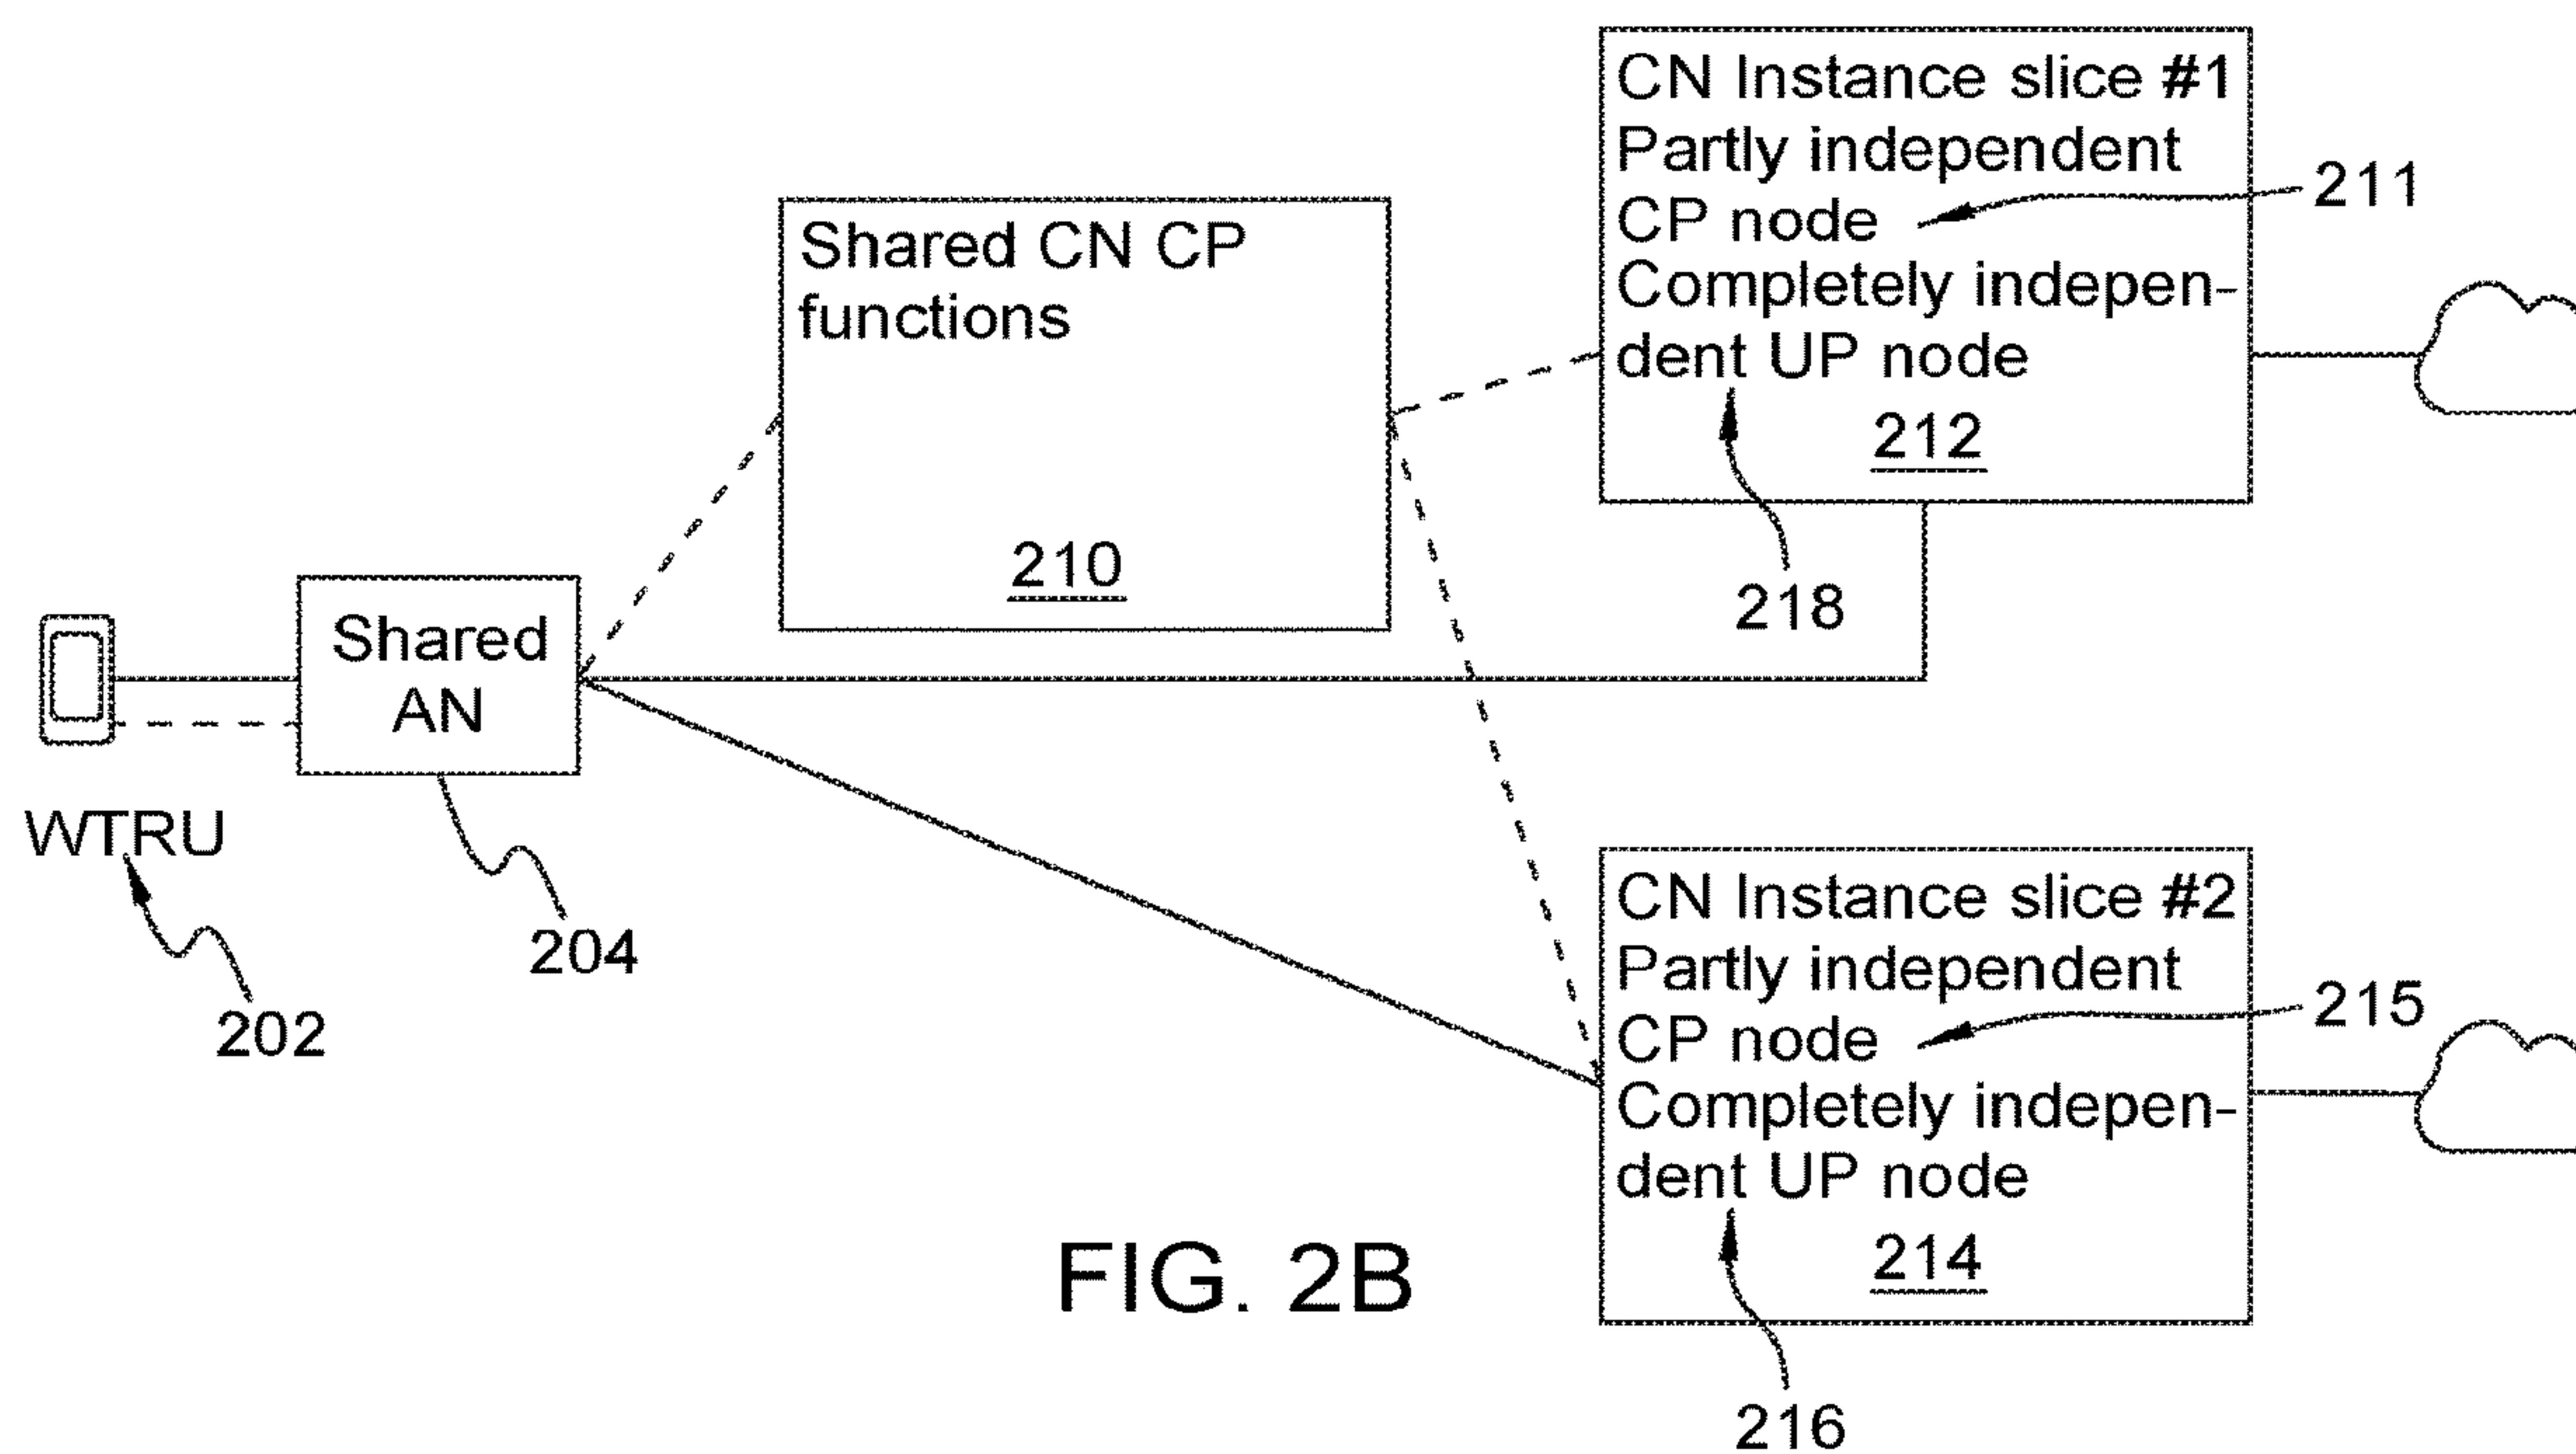 CN Instance slice #1
Partly independent
CP node
Completely indepen-
dent UP node
212
211
218
Shared CN CP
functions
210
Shared
AN
WTRU
202
204
CN Instance slice #2
Partly independent
CP node
Completely indepen-
dent UP node
214
215
216
FIG. 2B